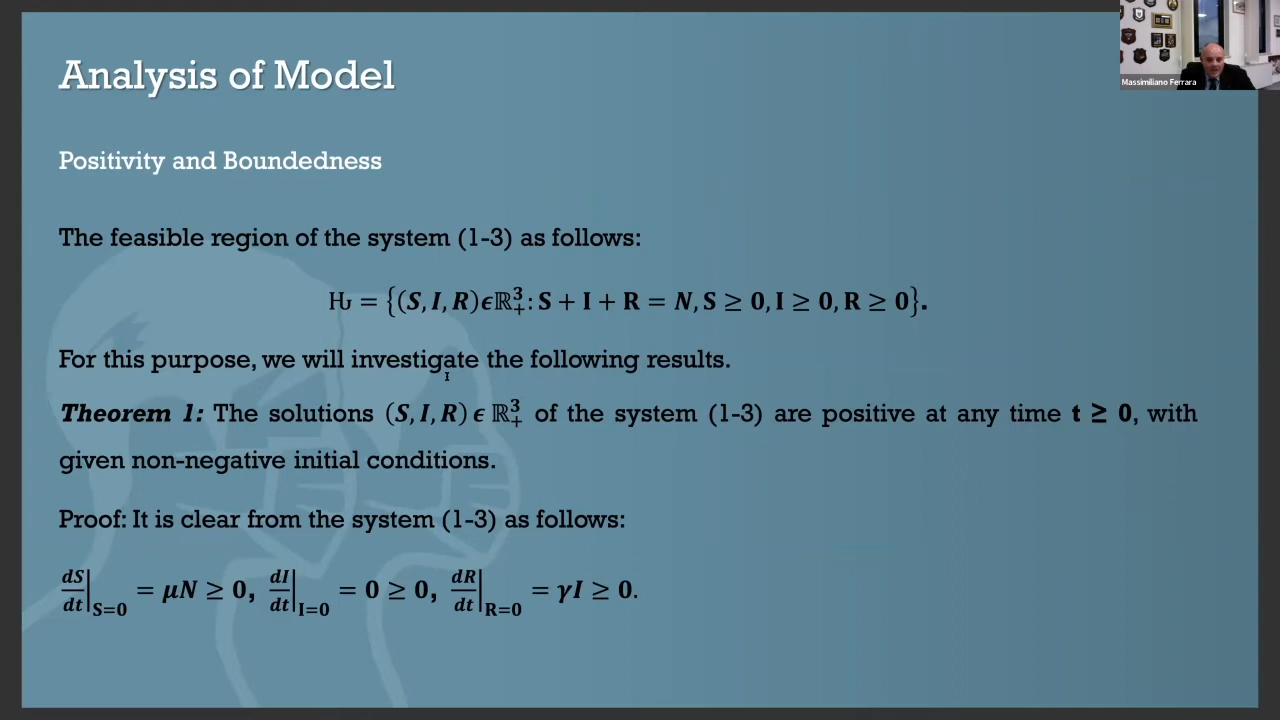 Analysis of Model
Massimiliano Ferrara
Positivity and Boundedness
The feasible region of the system (1-3) as follows:
Ƕ = {(S, I, R)ϵℝ₊³: S + I + R = N, S ≥ 0, I ≥ 0, R ≥ 0}.
For this purpose, we will investigate the following results.
Theorem 1: The solutions (S, I, R) ϵ ℝ₊³ of the system (1-3) are positive at any time t ≥ 0, with
given non-negative initial conditions.
Proof: It is clear from the system (1-3) as follows:
dS/dt|S=0 = μN ≥ 0, dI/dt|I=0 = 0 ≥ 0, dR/dt|R=0 = γI ≥ 0.